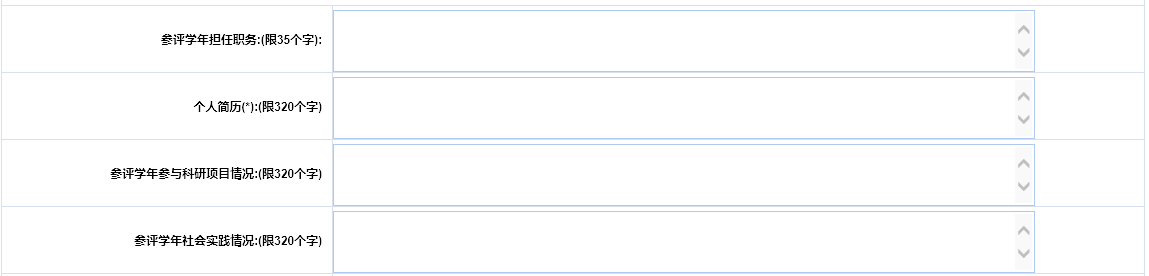 参评学年担任职务:(限35个字):
个人简历(*):(限320个字)
参评学年参与科研项目情况:(限320个字)
参评学年社会实践情况:(限320个字)